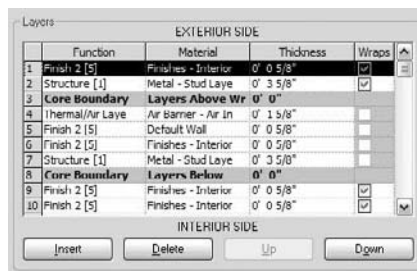 Layers
EXTERIOR SIDE
Function Material Thickness Wraps
1 Finish 2 [5] Finishes - Interior 0' 0 5/8"
2 Structure [1] Metal - Stud Laye 0' 3 5/8"
3 Core Boundary Layers Above Wr 0' 0"
4 Thermal/Air Laye Air Barrier - Air In 0' 1 5/8"
5 Finish 2 [5] Default Wall 0' 0 5/8"
6 Finish 2 [5] Finishes - Interior 0' 0 5/8"
7 Structure [1] Metal - Stud Laye 0' 3 5/8"
8 Core Boundary Layers Below 0' 0"
9 Finish 2 [5] Finishes - Interior 0' 0 5/8"
10 Finish 2 [5] Finishes - Interior 0' 0 5/8"
INTERIOR SIDE
Insert Delete Up Down